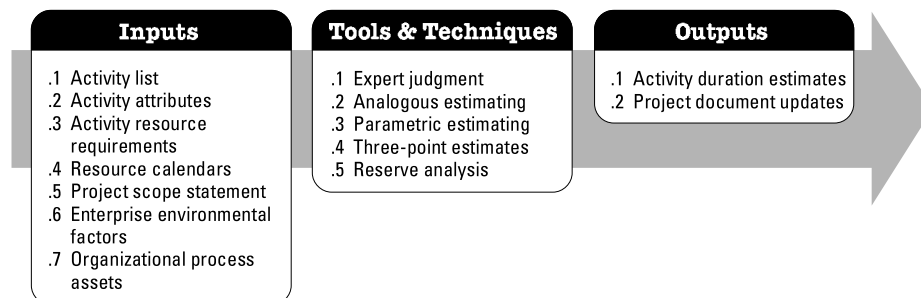 Inputs
.1 Activity list
.2 Activity attributes
.3 Activity resource
requirements
.4 Resource calendars
.5 Project scope statement
.6 Enterprise environmental
factors
.7 Organizational process
assets
Tools & Techniques
.1 Expert judgment
.2 Analogous estimating
.3 Parametric estimating
.4 Three-point estimates
.5 Reserve analysis
Outputs
.1 Activity duration estimates
.2 Project document updates